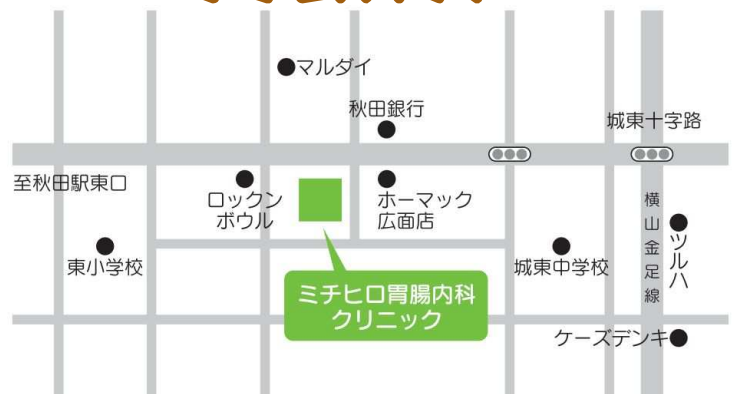 マルダイ
秋田銀行
城東十字路
至秋田駅東口
ロックン
ボウル
ホーマック
広面店
横山金足線
ツルハ
東小学校
城東中学校
ミチヒロ胃腸内科
クリニック
ケーズデンキ